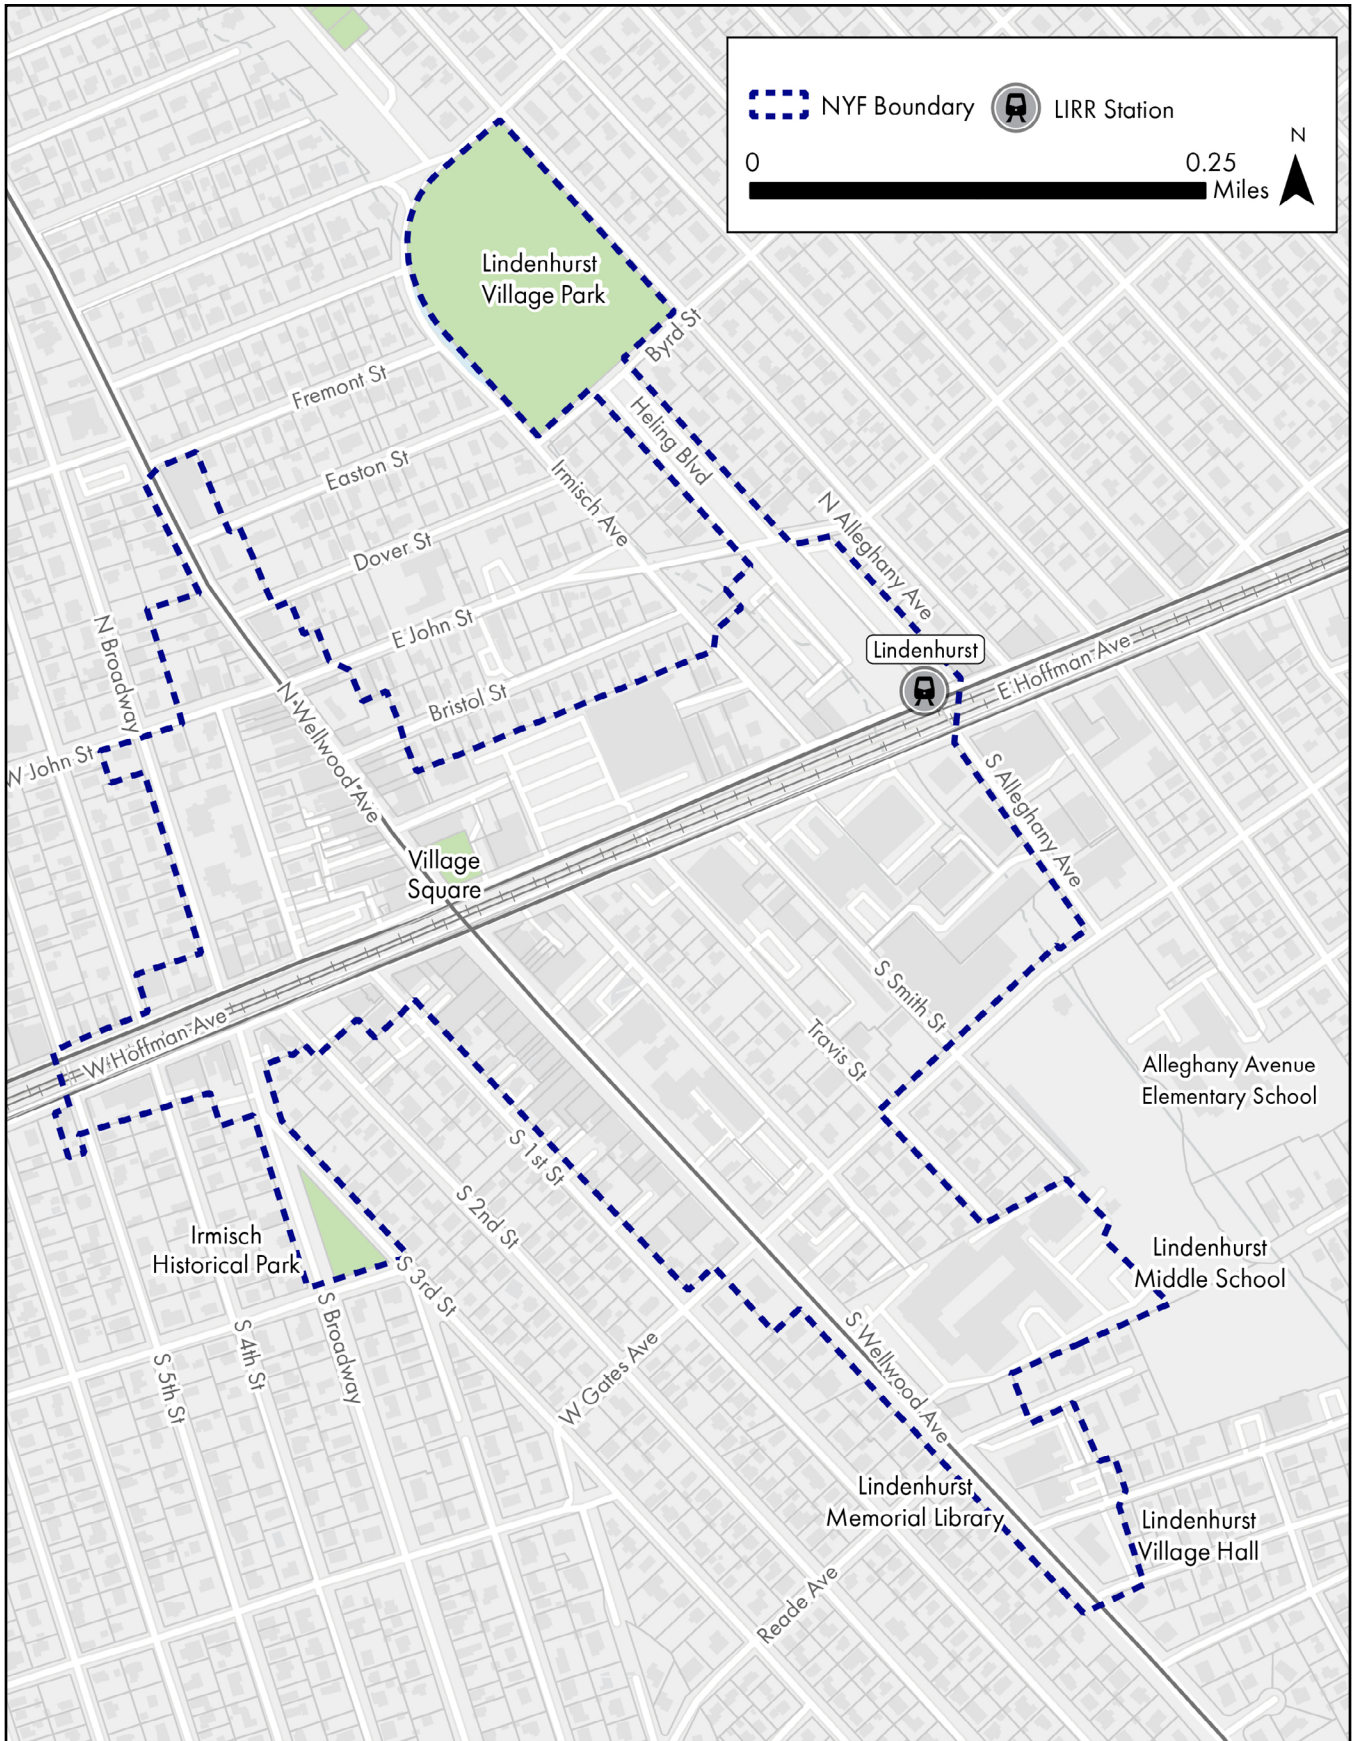 NYF Boundary
LIRR Station
N
0
0.25
Miles
Lindenhurst
Village Park
Byrd St
Fremont St
Heling Blvd
Easton St
Irmisch Ave
N Alleghany Ave
Dover St
N Broadway
E John St
Lindenhurst
E Hoffman Ave
Bristol St
N Wellwood Ave
W John St
S Alleghany Ave
Village
Square
S Smith St
W Hoffman Ave
Travis St
Alleghany Avenue
Elementary School
S 1st St
S 2nd St
Irmisch
Historical Park
S 3rd St
Lindenhurst
Middle School
S Broadway
S 4th St
S 5th St
W Gates Ave
S Wellwood Ave
Lindenhurst
Memorial Library
Lindenhurst
Village Hall
Reade Ave